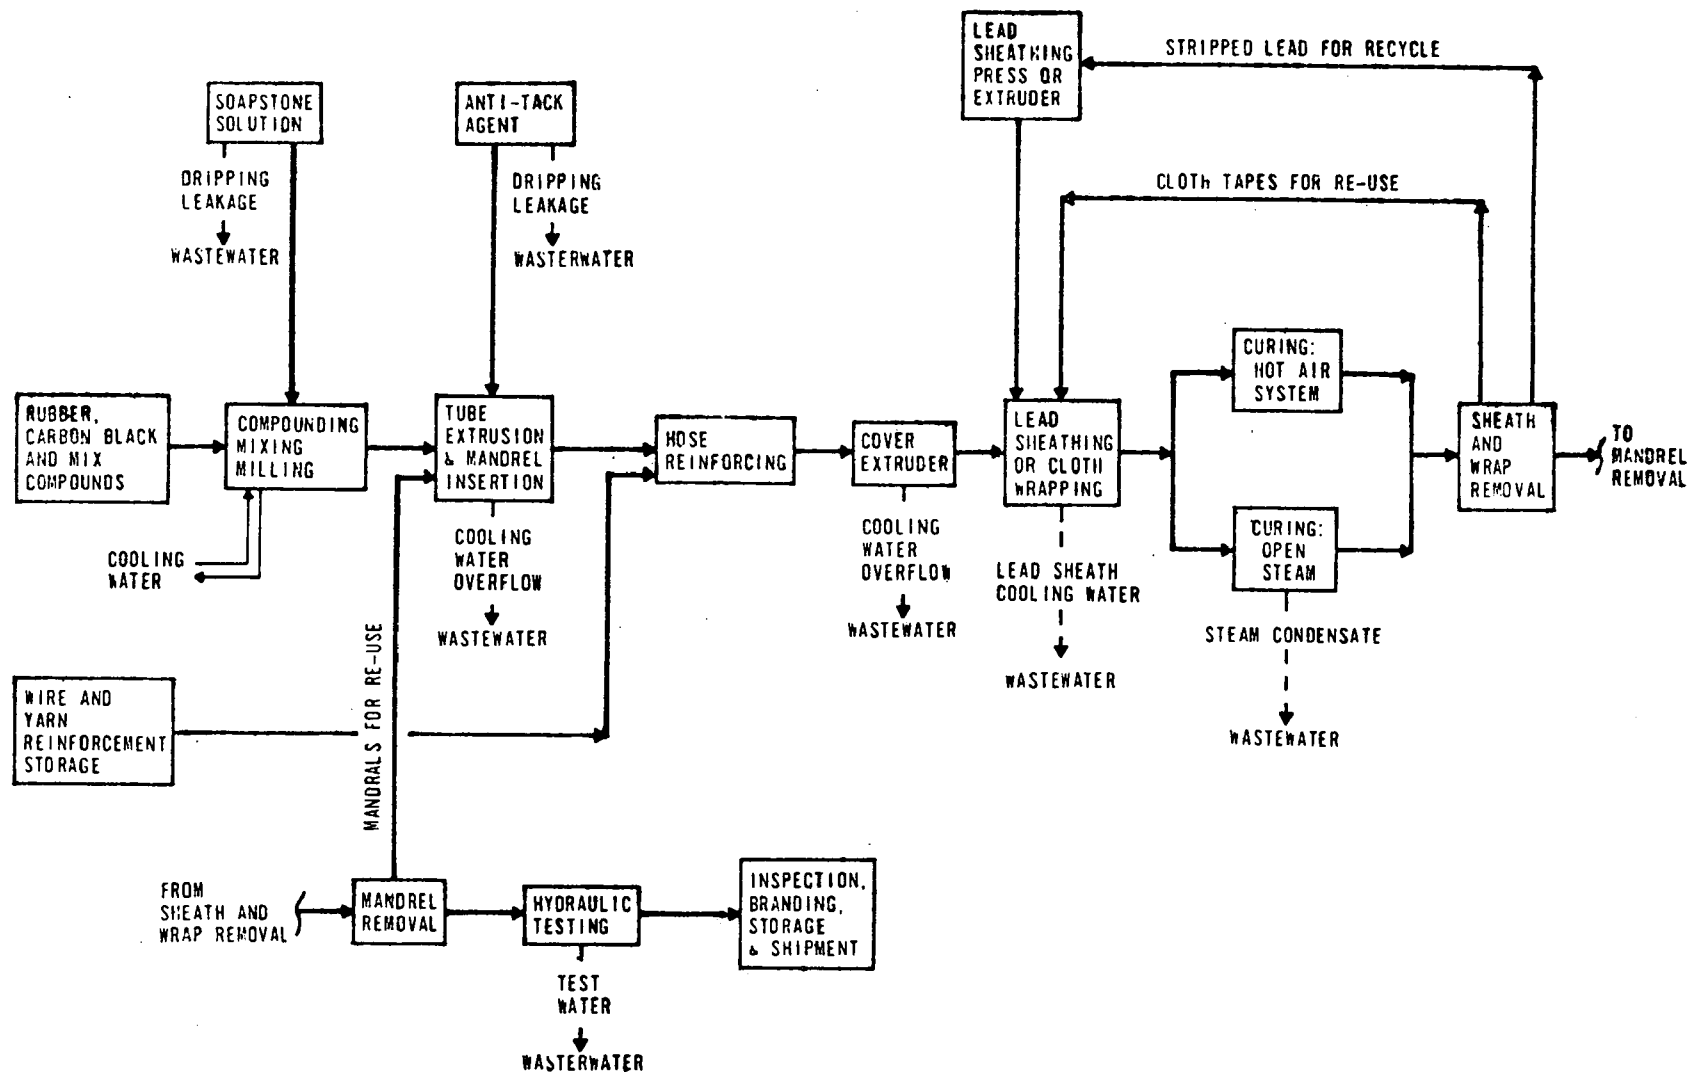 LEAD
SHEATHING
PRESS OR
EXTRUDER
STRIPPED LEAD FOR RECYCLE
SOAPSTONE
SOLUTION
ANTI-TACK
AGENT
DRIPPING
LEAKAGE
WASTEWATER
DRIPPING
LEAKAGE
WASTERWATER
CLOTh TAPES FOR RE-USE
RUBBER,
CARBON BLACK
AND MIX
COMPOUNDS
COMPOUNDING
MIXING
MILLING
TUBE
EXTRUSION
& MANDREL
INSERTION
HOSE
REINFORCING
COVER
EXTRUDER
LEAD
SHEATHING
OR CLOTH
WRAPPING
CURING:
HOT AIR
SYSTEM
CURING:
OPEN
STEAM
SHEATH
AND
WRAP
REMOVAL
TO
MANDREL
REMOVAL
COOLING
WATER
COOLING
WATER
OVERFLOW
WASTEWATER
COOLING
WATER
OVERFLOW
WASTEWATER
LEAD SHEATH
COOLING WATER
WASTEWATER
STEAM CONDENSATE
WASTEWATER
WIRE AND
YARN
REINFORCEMENT
STORAGE
MANDRALS FOR RE-USE
FROM
SHEATH AND
WRAP REMOVAL
MANDREL
REMOVAL
HYDRAULIC
TESTING
INSPECTION,
BRANDING,
STORAGE
& SHIPMENT
TEST
WATER
WASTERWATER